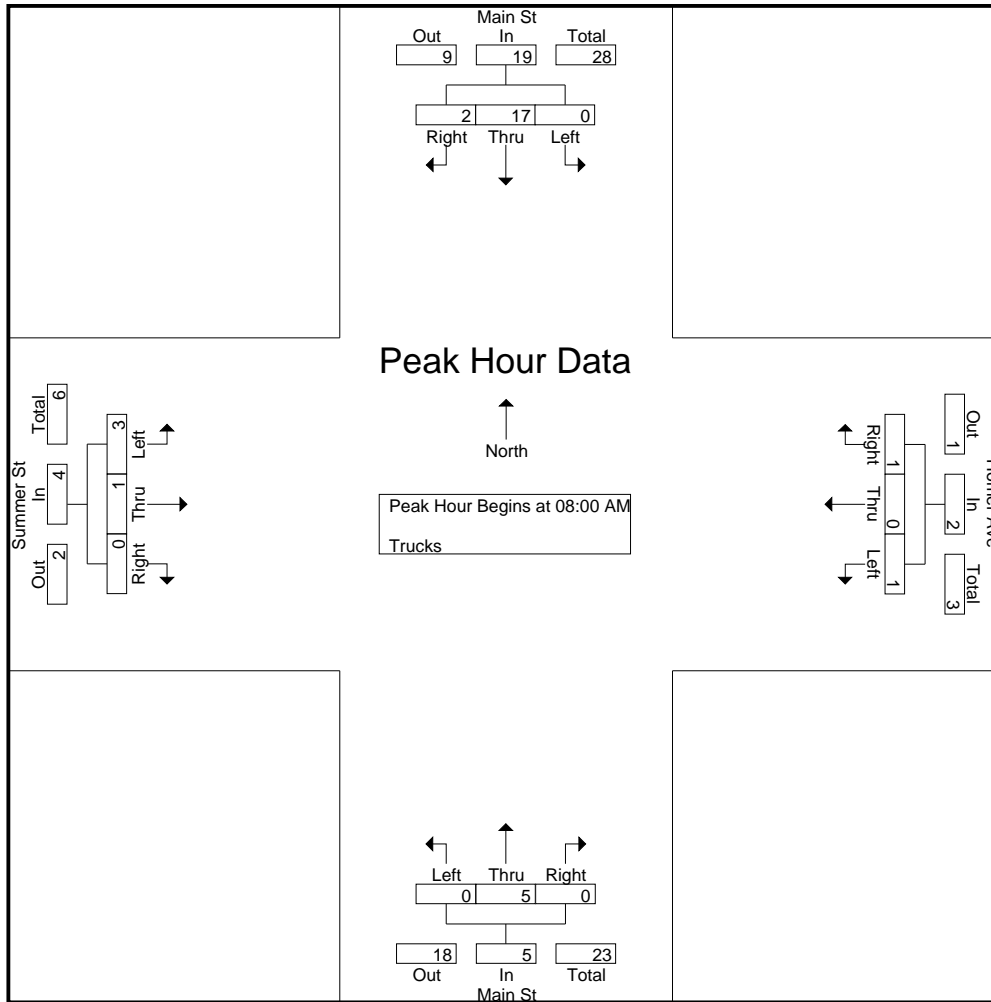 Main St
Out In Total
9 19 28
2 17 0
Right Thru Left
Peak Hour Data
North
Peak Hour Begins at 08:00 AM
Trucks
Summer St
Total In Out
6 4 2
3 1 0
Left Thru Right
Right Thru Left
1 0 1
Out In Total
1 2 3
Left Thru Right
0 5 0
18 5 23
Out In Total
Main St